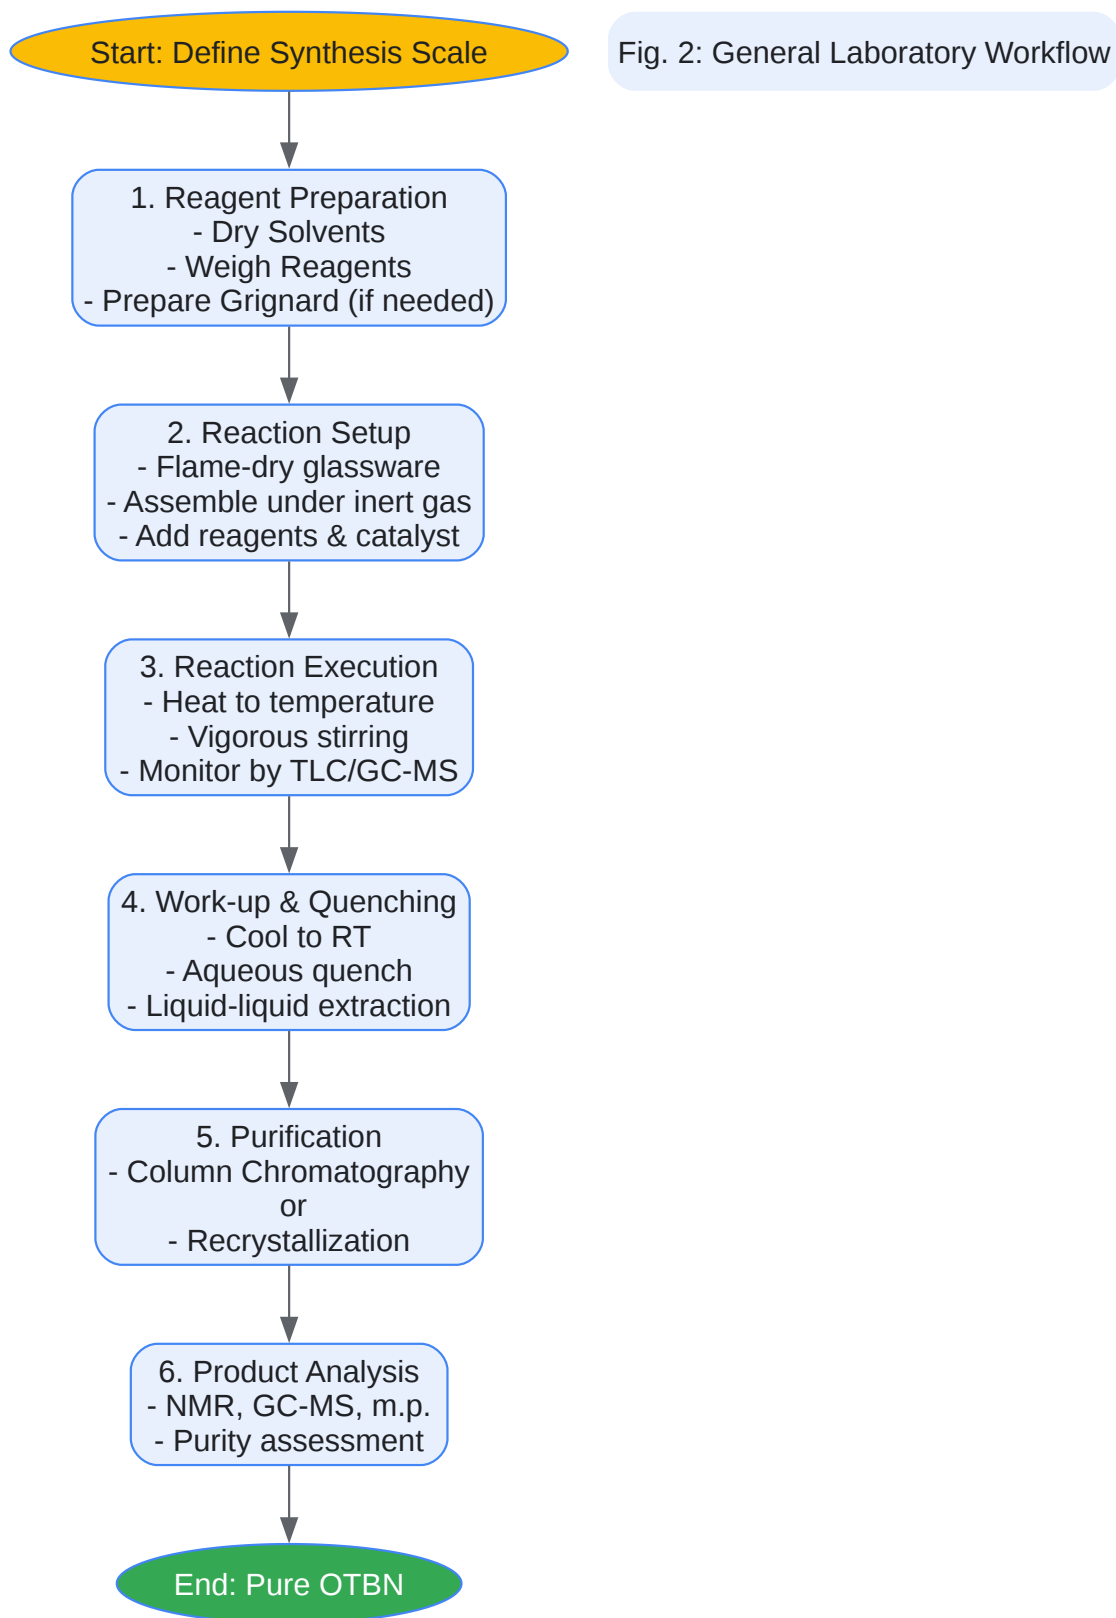 Start: Define Synthesis Scale
Fig. 2: General Laboratory Workflow
1. Reagent Preparation
- Dry Solvents
- Weigh Reagents
- Prepare Grignard (if needed)
2. Reaction Setup
- Flame-dry glassware
- Assemble under inert gas
- Add reagents & catalyst
3. Reaction Execution
- Heat to temperature
- Vigorous stirring
- Monitor by TLC/GC-MS
4. Work-up & Quenching
- Cool to RT
- Aqueous quench
- Liquid-liquid extraction
5. Purification
- Column Chromatography
or
- Recrystallization
6. Product Analysis
- NMR, GC-MS, m.p.
- Purity assessment
End: Pure OTBN